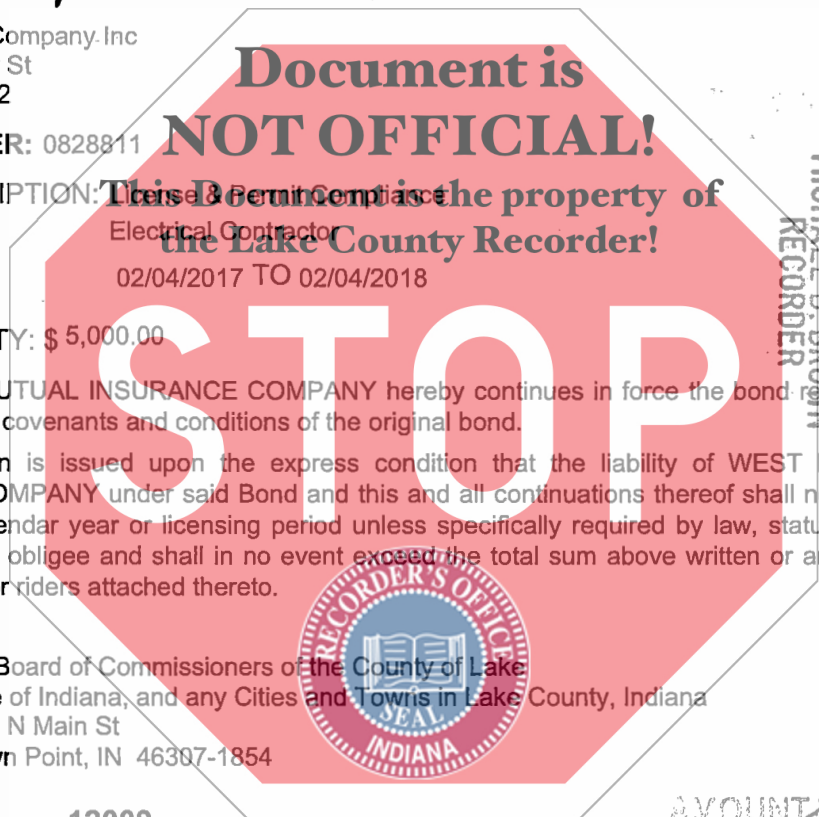 Company Inc
St
2
Document is
NOT OFFICIAL!
This Document is the property of
the Lake County Recorder!
ER: 0828811
IPTION: License & Permit Compliance
Electrical Contractor
02/04/2017 TO 02/04/2018
RECORDER
TY: $ 5,000.00
STOP
UTUAL INSURANCE COMPANY hereby continues in force the bond re
covenants and conditions of the original bond.
n is issued upon the express condition that the liability of WEST
OMPANY under said Bond and this and all continuations thereof shall n
endar year or licensing period unless specifically required by law, statu
obligee and shall in no event exceed the total sum above written or a
r riders attached thereto.
RECORDER'S OFFICE
SEAL
INDIANA
Board of Commissioners of the County of Lake
e of Indiana, and any Cities and Towns in Lake County, Indiana
N Main St
n Point, IN 46307-1854
AMOUNT